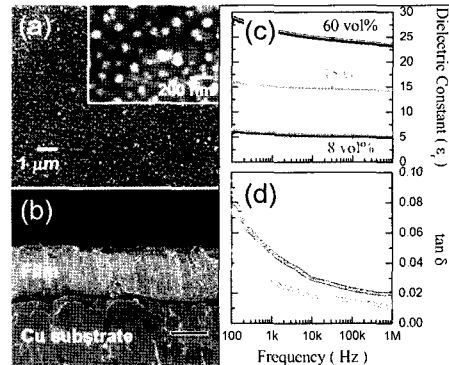 (a)
200 nm
1 µm
(b)
Film
Cu substrate
(c)
60 vol%
8 vol%
30
25
20
15
10
5
0
Dielectric Constant ( εr )
(d)
0.10
0.08
0.06
0.04
0.02
0.00
tan δ
100 1k 10k 100k 1M
Frequency ( Hz )